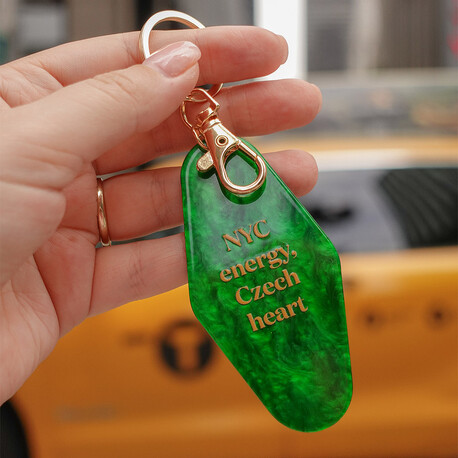 NYC
energy,
Czech
heart